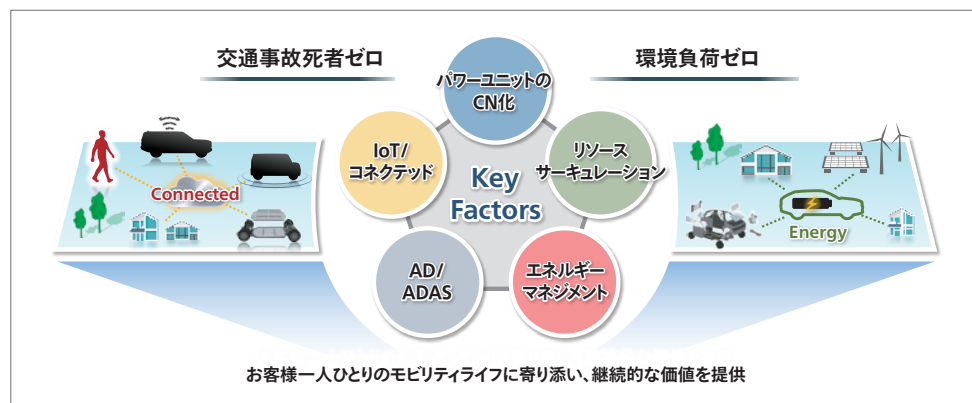 交通事故死者ゼロ
環境負荷ゼロ
パワーユニットの
CN化
IoT/
コネクテッド
リソース
サーキュレーション
Key
Factors
Connected
Energy
AD/
ADAS
エネルギー
マネジメント
お客様一人ひとりのモビリティライフに寄り添い、継続的な価値を提供